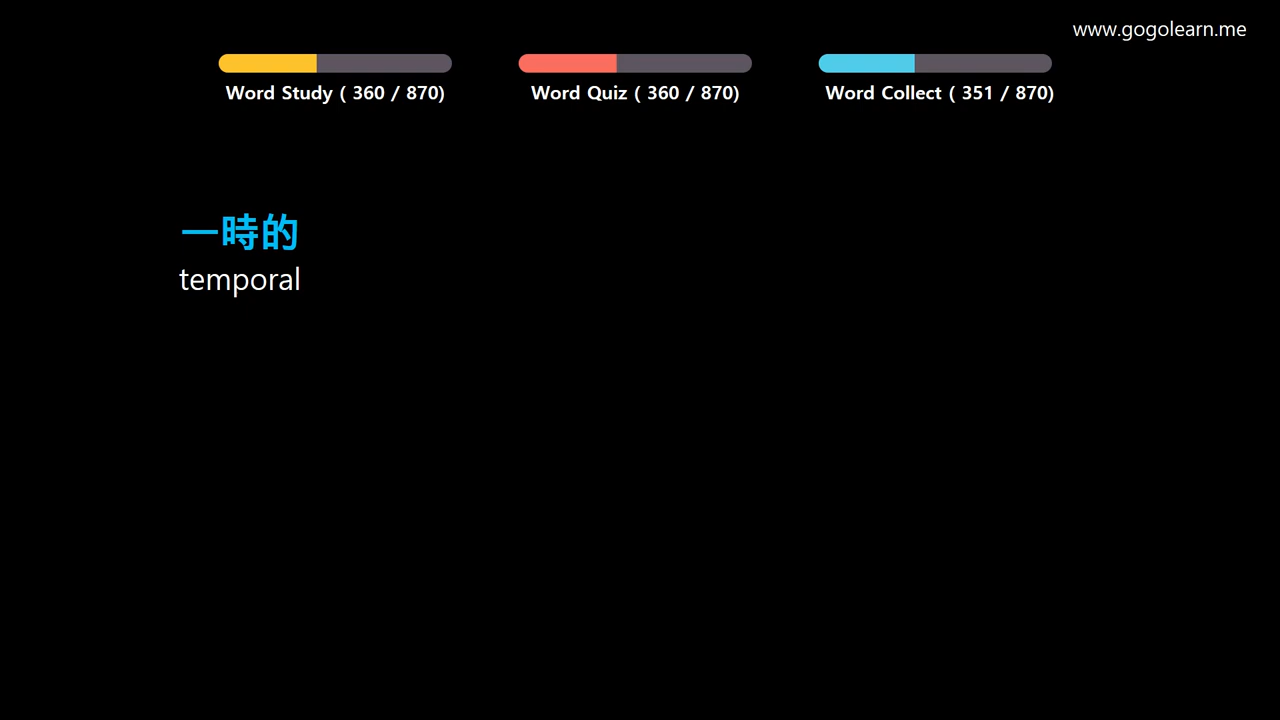 www.gogolearn.me
Word Study ( 360 / 870)
Word Quiz ( 360 / 870)
Word Collect ( 351 / 870)
一時的
temporal